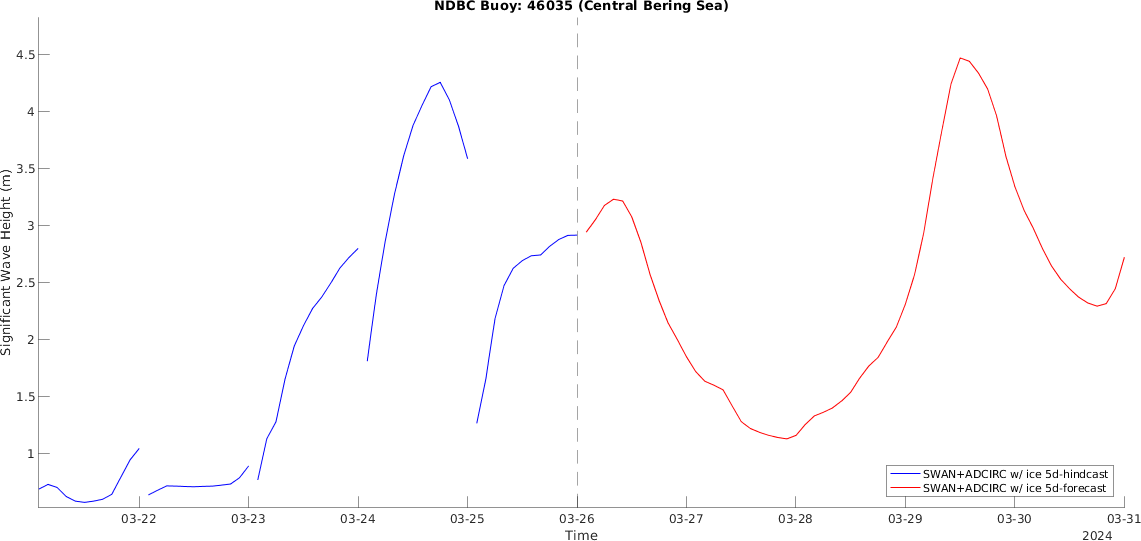 NDBC Buoy: 46035 (Central Bering Sea)
4.5
4
3.5
3
2.5
2
1.5
1
Significant Wave Height (m)
SWAN+ADCIRC w/ ice 5d-hindcast
SWAN+ADCIRC w/ ice 5d-forecast
03-22 03-23 03-24 03-25 03-26 03-27 03-28 03-29 03-30 03-31
Time
2024